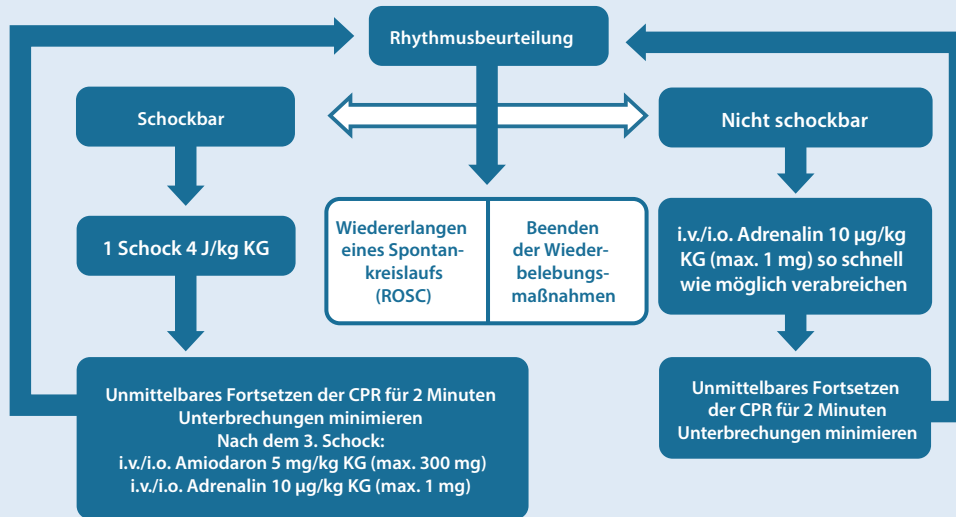 Rhythmusbeurteilung
Schockbar
Nicht schockbar
1 Schock 4 J/kg KG
Wiedererlangen
eines Spontan-
kreislaufs
(ROSC)
Beenden
der Wieder-
belebungs-
maßnahmen
i.v./i.o. Adrenalin 10 µg/kg
KG (max. 1 mg) so schnell
wie möglich verabreichen
Unmittelbares Fortsetzen der CPR für 2 Minuten
Unterbrechungen minimieren
Nach dem 3. Schock:
i.v./i.o. Amiodaron 5 mg/kg KG (max. 300 mg)
i.v./i.o. Adrenalin 10 µg/kg KG (max. 1 mg)
Unmittelbares Fortsetzen
der CPR für 2 Minuten
Unterbrechungen minimieren